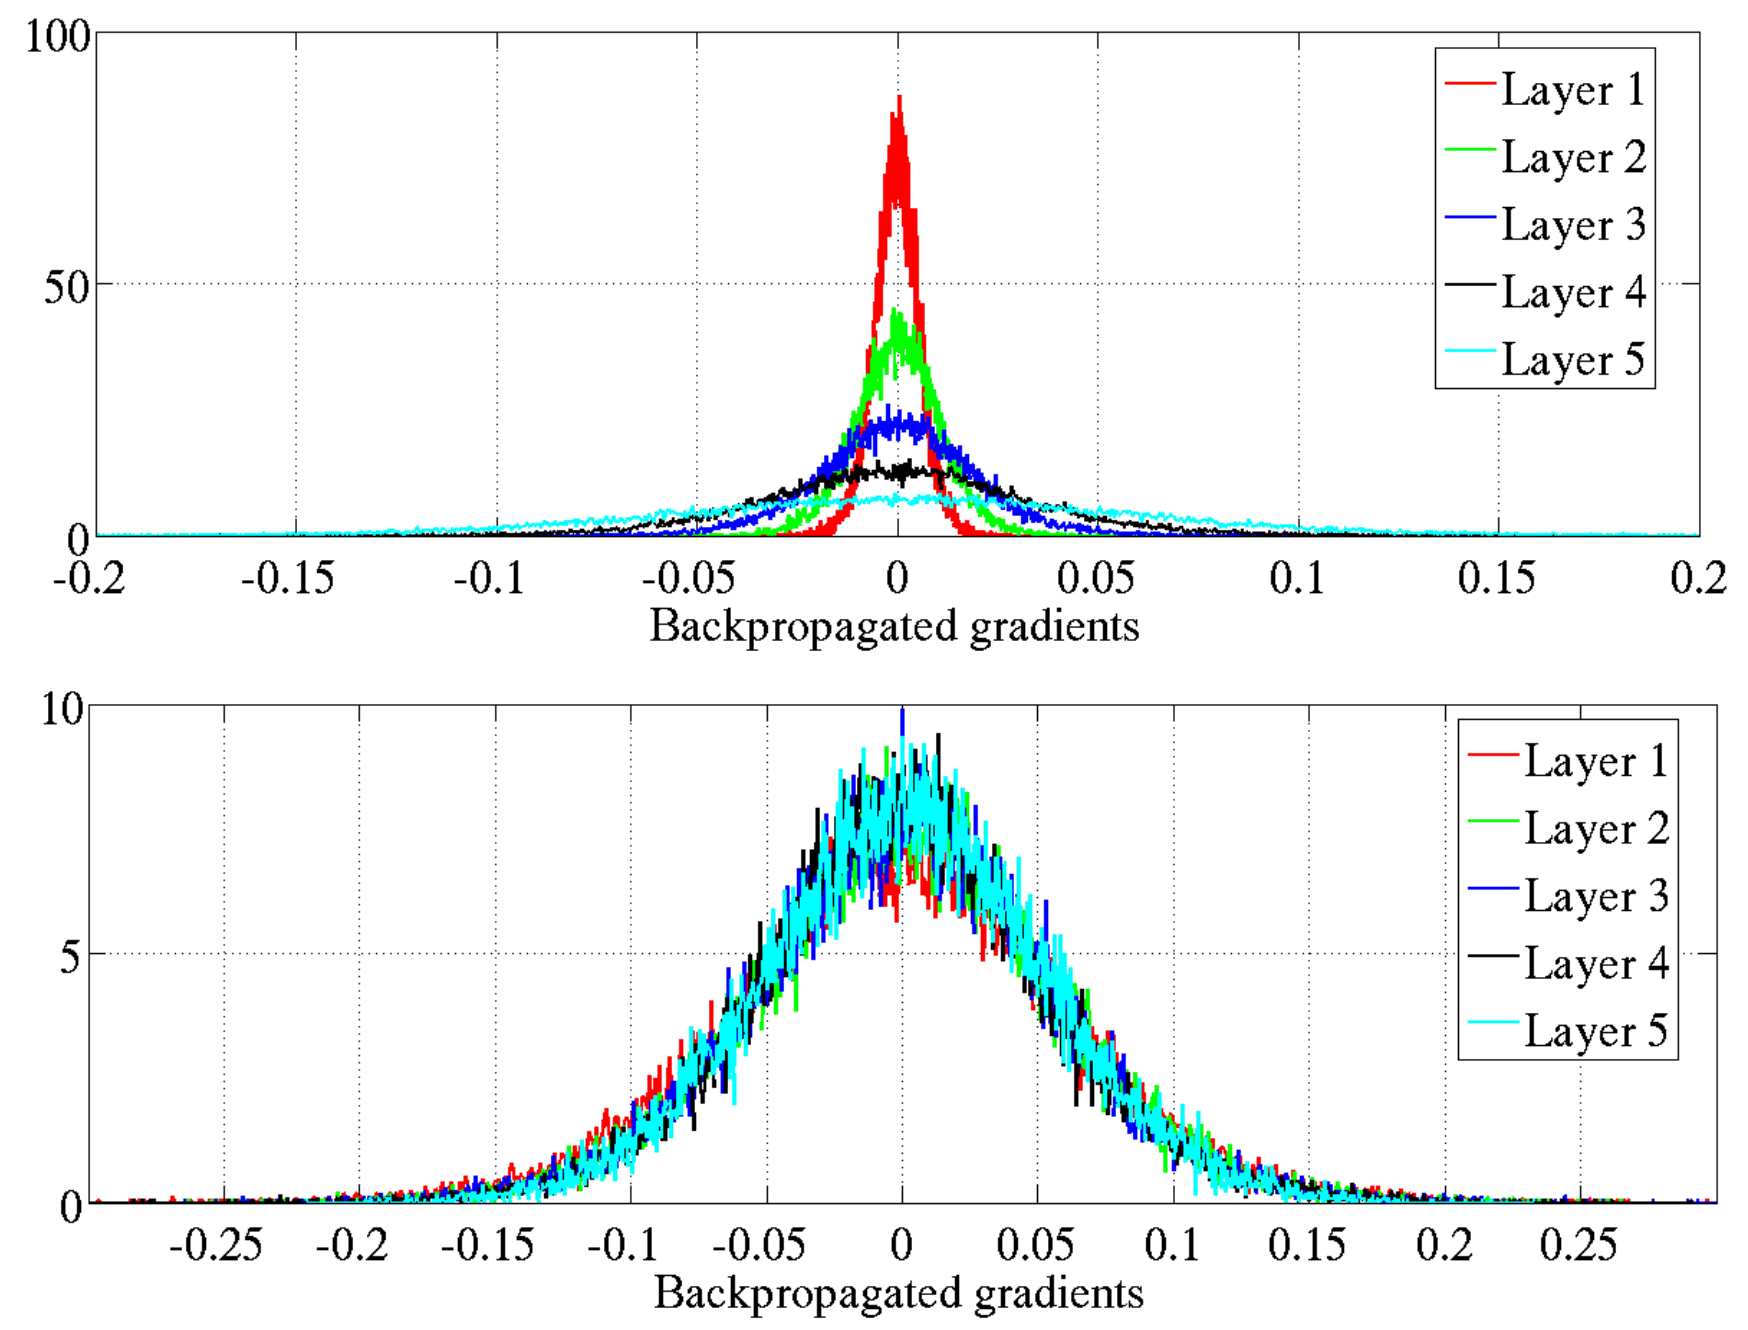 100
50
0
-0.2 -0.15 -0.1 -0.05 0 0.05 0.1 0.15 0.2
Backpropagated gradients
Layer 1
Layer 2
Layer 3
Layer 4
Layer 5
10
5
0
-0.25 -0.2 -0.15 -0.1 -0.05 0 0.05 0.1 0.15 0.2 0.25
Backpropagated gradients
Layer 1
Layer 2
Layer 3
Layer 4
Layer 5